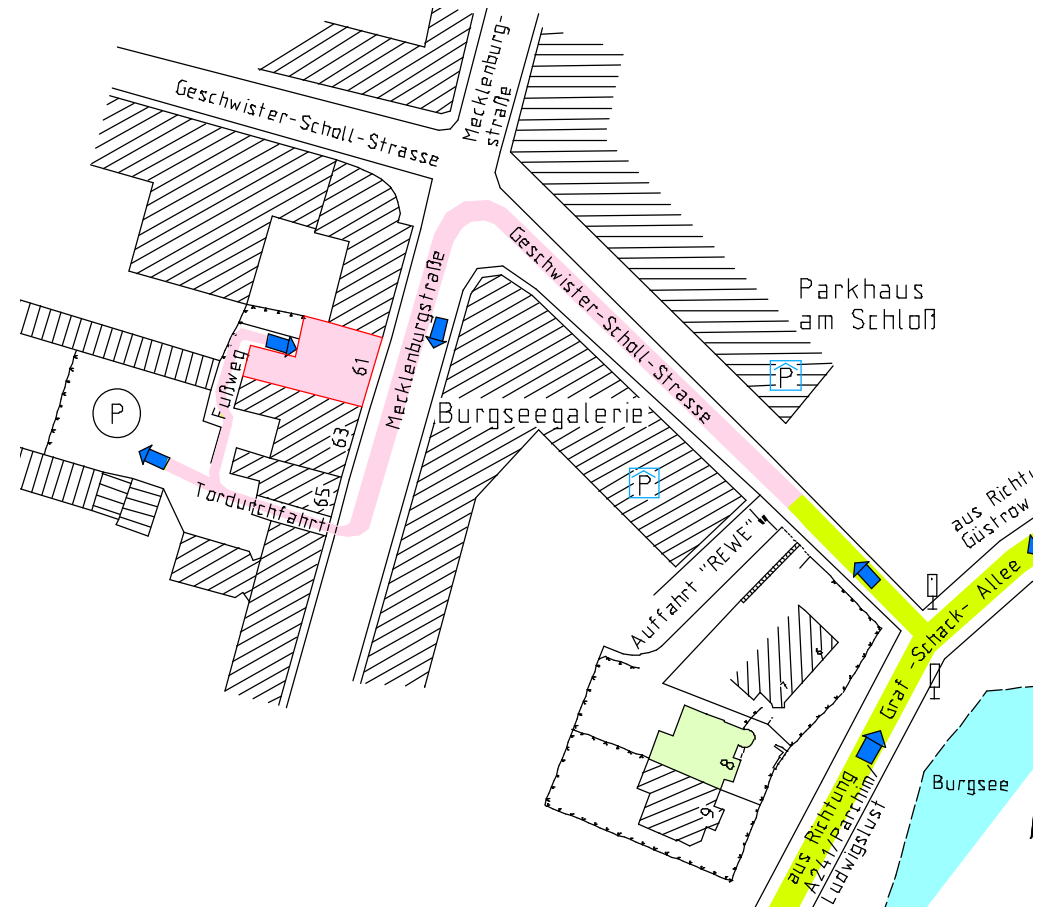 Mecklenburg-
straße
Geschwister-Scholl-Strasse
Geschwister-Scholl-Strasse
Mecklenburgstraße
Parkhaus
am Schloß
P
61
Fußweg
P
63
Burgseegalerie
P
65
Tordurchfahrt
Auffahrt "REWE"
aus Richt
Güstrow
Graf -Schack- Allee
8
9
aus Richtung
A241/Parchim/
Ludwigslust
Burgsee